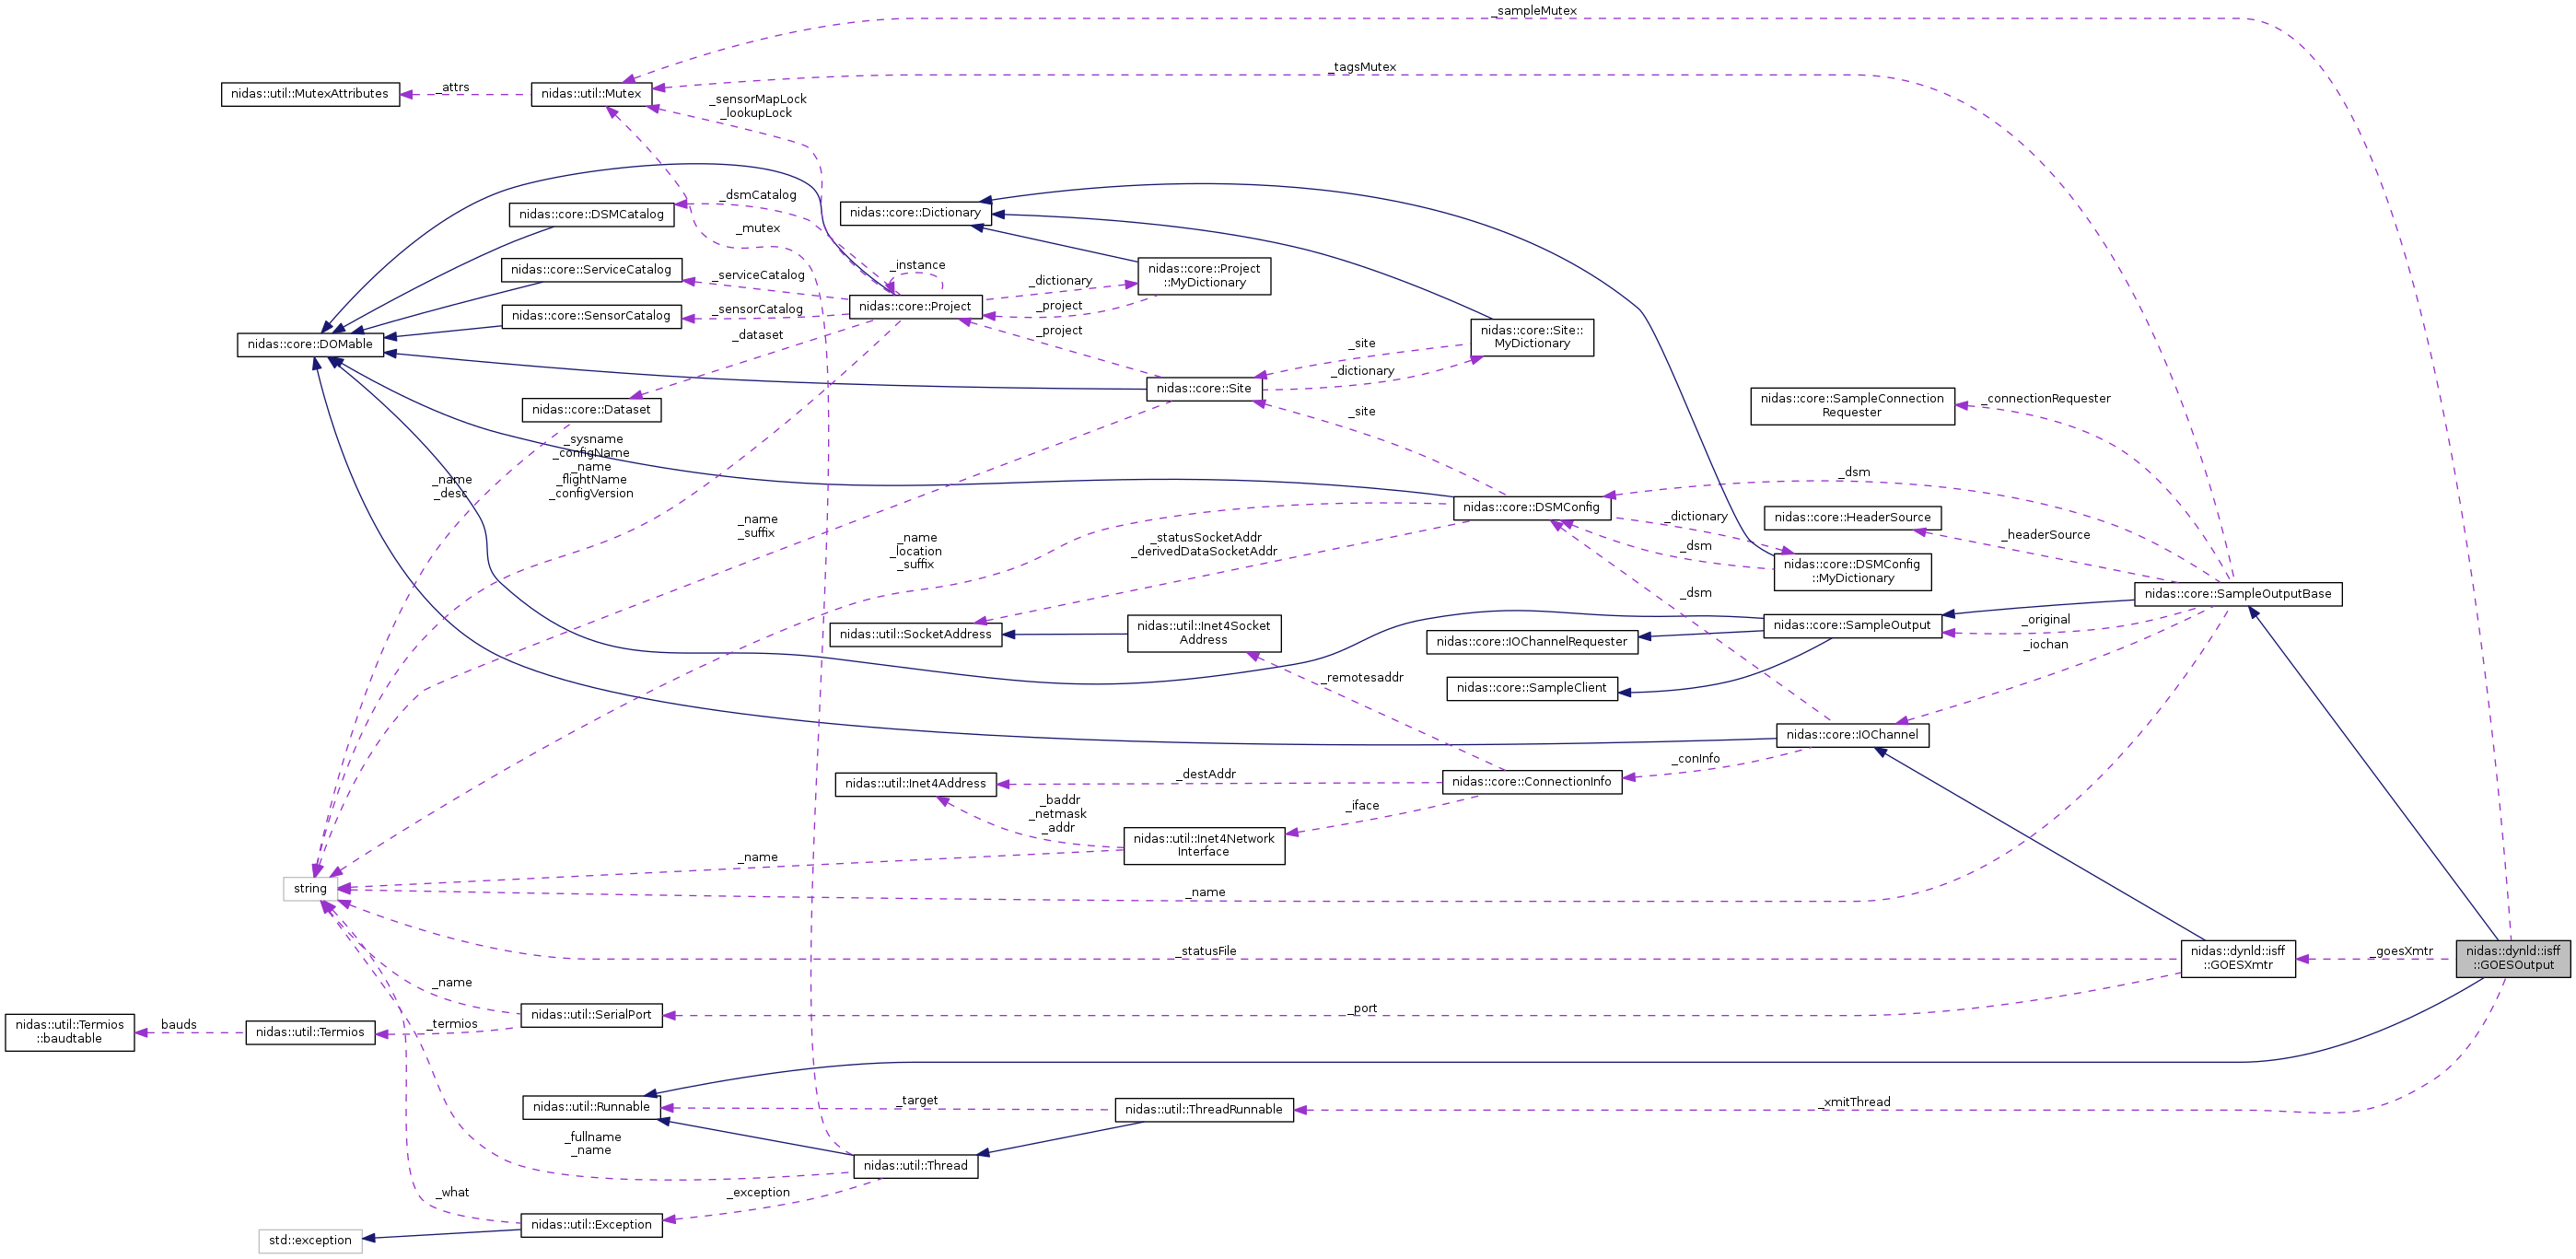 _sampleMutex
_tagsMutex
nidas::util::MutexAttributes
_attrs
nidas::util::Mutex
_sensorMapLock
_lookupLock
_dsmCatalog
nidas::core::DSMCatalog
nidas::core::Dictionary
_mutex
nidas::core::ServiceCatalog
_serviceCatalog
_instance
_dictionary
nidas::core::Project
::MyDictionary
nidas::core::SensorCatalog
_sensorCatalog
nidas::core::Project
_project
nidas::core::DOMable
_dataset
_project
_site
nidas::core::Site::
MyDictionary
_dictionary
nidas::core::Site
nidas::core::Dataset
_site
nidas::core::SampleConnection
Requester
_connectionRequester
_sysname
_configName
_name
_flightName
_configVersion
_name
_desc
_dsm
nidas::core::DSMConfig
_name
_suffix
_dictionary
nidas::core::HeaderSource
_headerSource
_name
_location
_suffix
_statusSocketAddr
_derivedDataSocketAddr
_dsm
nidas::core::DSMConfig
::MyDictionary
_dsm
nidas::core::SampleOutputBase
nidas::util::SocketAddress
nidas::util::Inet4Socket
Address
nidas::core::IOChannelRequester
nidas::core::SampleOutput
_original
_iochan
_remotesaddr
nidas::core::SampleClient
nidas::core::IOChannel
_conInfo
nidas::util::Inet4Address
_destAddr
nidas::core::ConnectionInfo
_baddr
_netmask
_addr
_iface
nidas::util::Inet4Network
Interface
_name
string
_name
_statusFile
nidas::dynld::isff
::GOESXmtr
_goesXmtr
nidas::dynld::isff
::GOESOutput
_name
nidas::util::SerialPort
_port
nidas::util::Termios
::baudtable
bauds
nidas::util::Termios
_termios
nidas::util::Runnable
_target
nidas::util::ThreadRunnable
_xmitThread
_fullname
_name
nidas::util::Thread
_what
_exception
nidas::util::Exception
std::exception